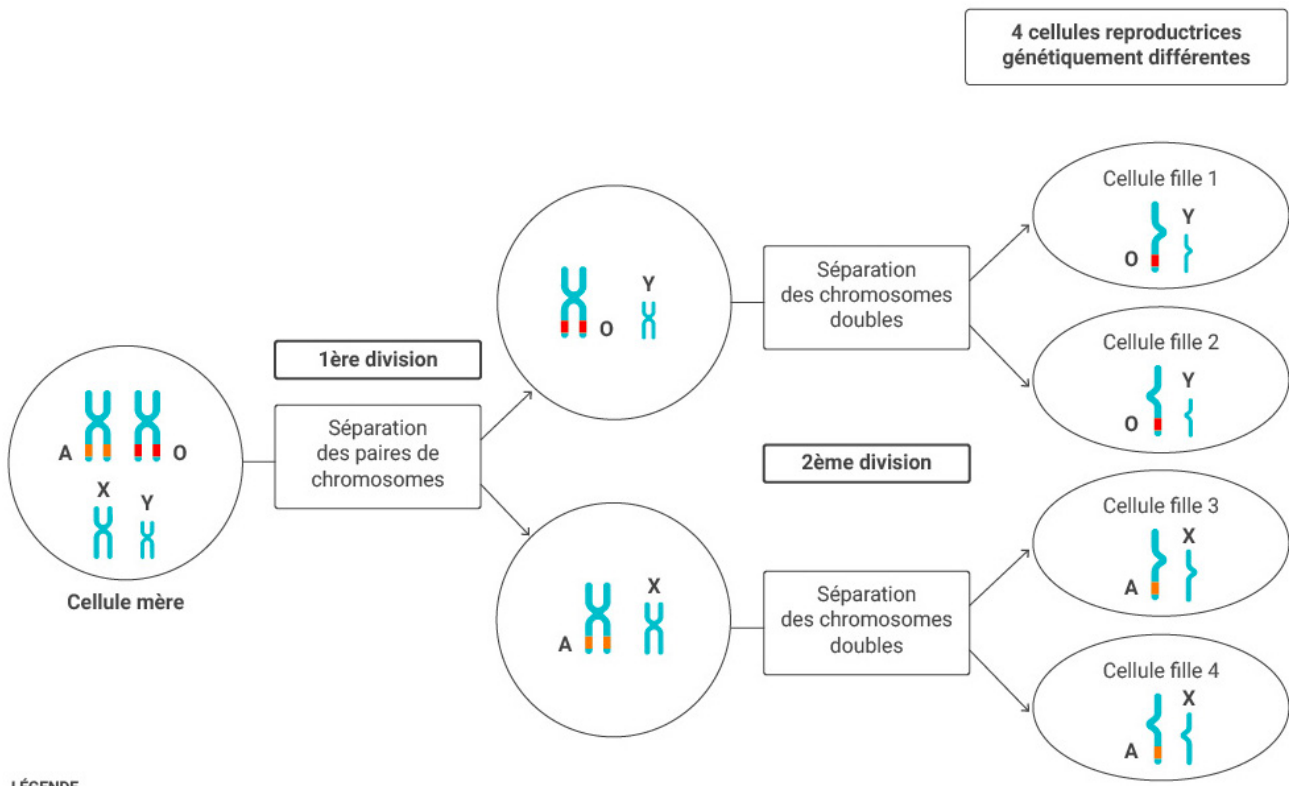 4 cellules reproductrices
génétiquement différentes
A
O
X
Y
Cellule mère
1ère division
Séparation
des paires de
chromosomes
Y
O
X
A
Séparation
des chromosomes
doubles
2ème division
Séparation
des chromosomes
doubles
Cellule fille 1
Y
O
Cellule fille 2
Y
O
Cellule fille 3
X
A
Cellule fille 4
X
A
LÉGENDE